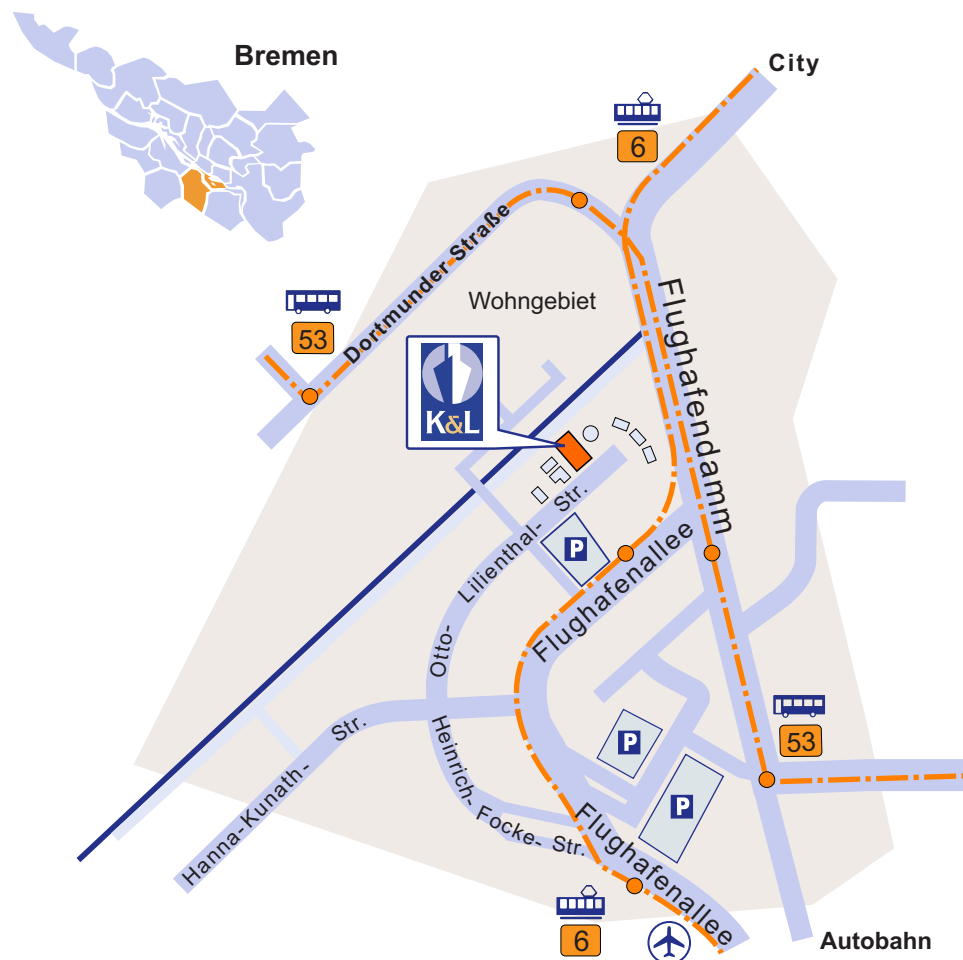 Bremen
City
6
Dortmunder Straße
53
Wohngebiet
Flughafendamm
K&L
Otto- Lilienthal- Str.
P
Flughafenallee
Hanna-Kunath- Str.
Heinrich- Focke- Str.
P
53
P
Flughafenallee
6
Autobahn